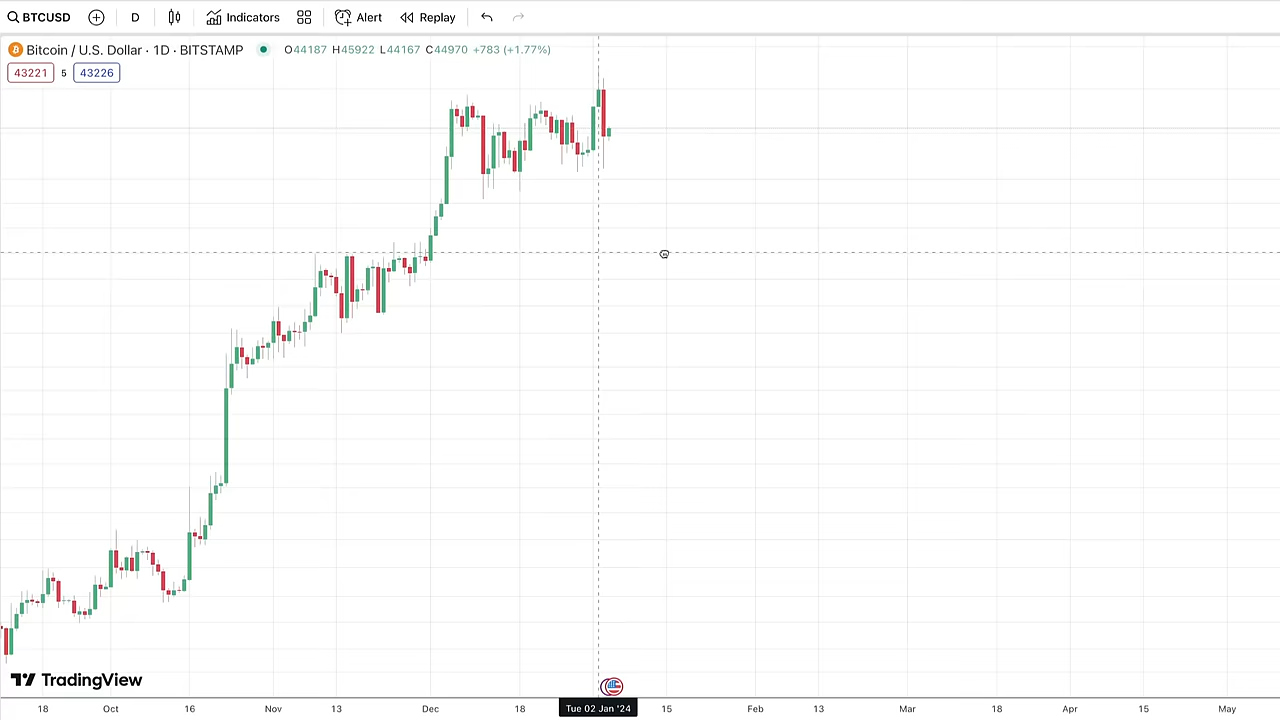 BTCUSD D Indicators Alert Replay
Bitcoin / U.S. Dollar · 1D · BITSTAMP O44187 H45922 L44167 C44970 +783 (+1.77%)
43221 5 43226
TradingView
18 Oct 16 Nov 13 Dec 18 Tue 02 Jan '24 15 Feb 13 Mar 18 Apr 15 May